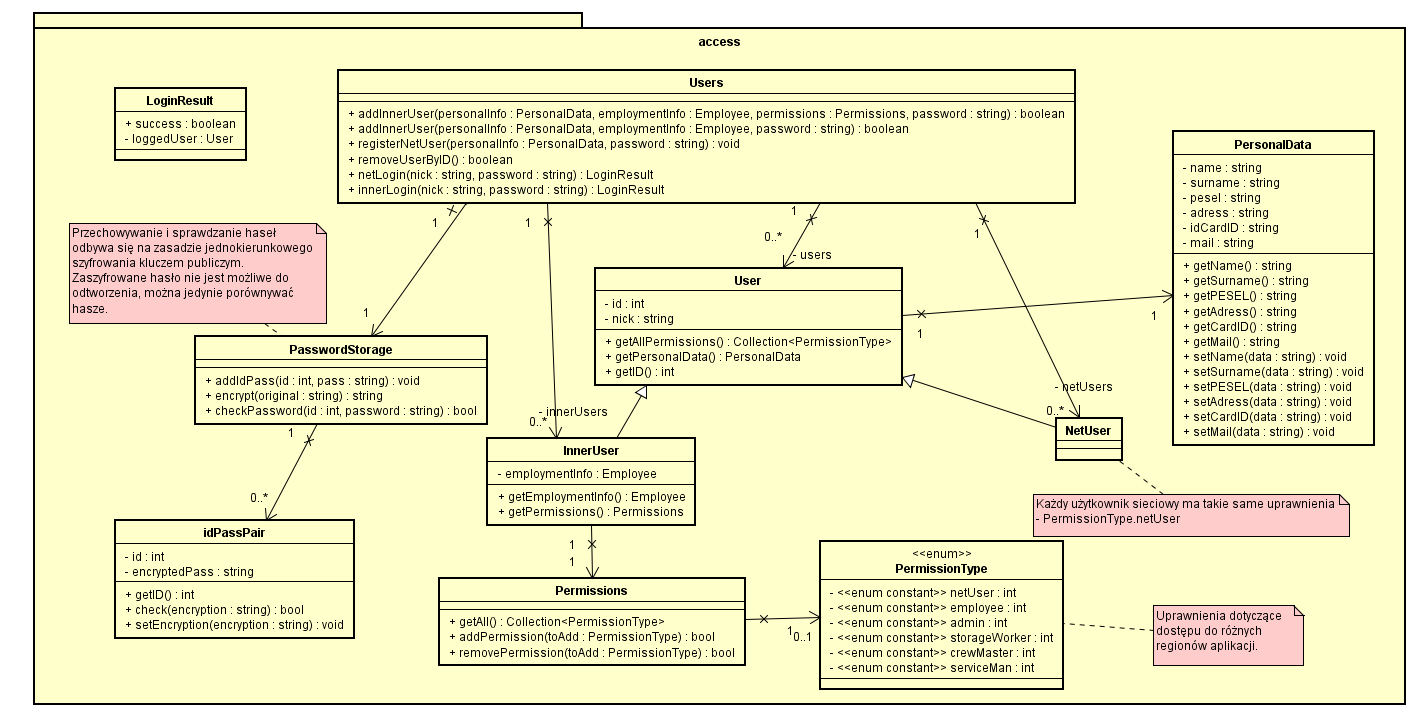 access
LoginResult
+ success : boolean
- loggedUser : User
Users
+ addInnerUser(personalInfo : PersonalData, employmentInfo : Employee, permissions : Permissions, password : string) : boolean
+ addInnerUser(personalInfo : PersonalData, employmentInfo : Employee, password : string) : boolean
+ registerNetUser(personalInfo : PersonalData, password : string) : void
+ removeUserByID() : boolean
+ netLogin(nick : string, password : string) : LoginResult
+ innerLogin(nick : string, password : string) : LoginResult
PersonalData
- name : string
- surname : string
- pesel : string
- adress : string
- idCardID : string
- mail : string
+ getName() : string
+ getSurname() : string
+ getPESEL() : string
+ getAdress() : string
+ getCardID() : string
+ getMail() : string
+ setName(data : string) : void
+ setSurname(data : string) : void
+ setPESEL(data : string) : void
+ setAdress(data : string) : void
+ setCardID(data : string) : void
+ setMail(data : string) : void
Przechowywanie i sprawdzanie haseł
odbywa się na zasadzie jednokierunkowego
szyfrowania kluczem publiczym.
Zaszyfrowane hasło nie jest możliwe do
odtworzenia, można jedynie porównywać
hasze.
1
1
1
0..*
- users
1
User
- id : int
- nick : string
+ getAllPermissions() : Collection<PermissionType>
+ getPersonalData() : PersonalData
+ getID() : int
1
1
1
PasswordStorage
+ addIdPass(id : int, pass : string) : void
+ encrypt(original : string) : string
+ checkPassword(id : int, password : string) : bool
- innerUsers
0..*
- netUsers
0..*
NetUser
1
0..*
InnerUser
- employmentInfo : Employee
+ getEmploymentInfo() : Employee
+ getPermissions() : Permissions
Każdy użytkownik sieciowy ma takie same uprawnienia
- PermissionType.netUser
idPassPair
- id : int
- encryptedPass : string
+ getID() : int
+ check(encryption : string) : bool
+ setEncryption(encryption : string) : void
1
1
Permissions
+ getAll() : Collection<PermissionType>
+ addPermission(toAdd : PermissionType) : bool
+ removePermission(toAdd : PermissionType) : bool
1
0..1
<<enum>>
PermissionType
- <<enum constant>> netUser : int
- <<enum constant>> employee : int
- <<enum constant>> admin : int
- <<enum constant>> storageWorker : int
- <<enum constant>> crewMaster : int
- <<enum constant>> serviceMan : int
Uprawnienia dotyczące
dostępu do różnych
regionów aplikacji.